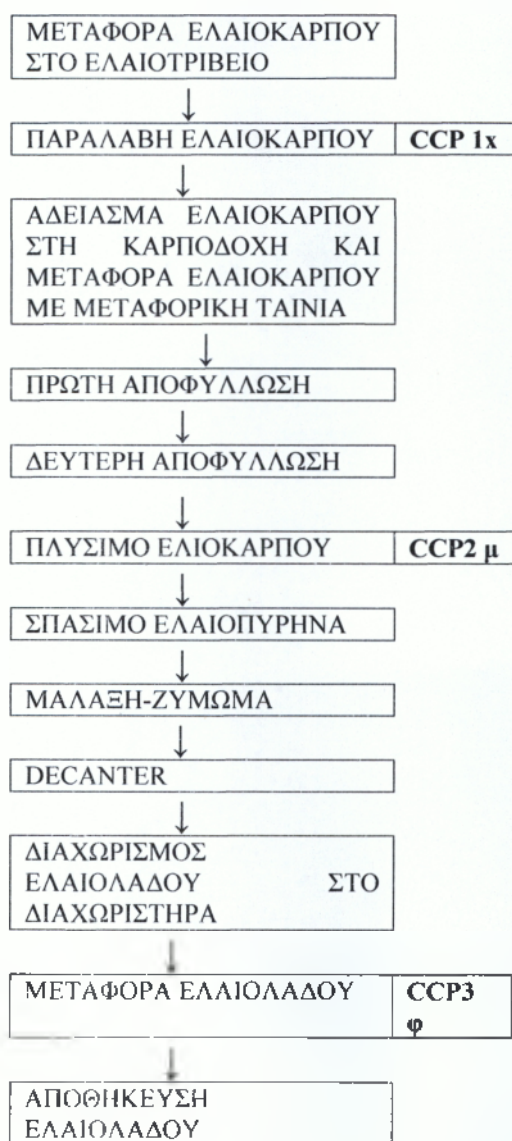 ΜΕΤΑΦΟΡΑ ΕΛΑΙΟΚΑΡΠΟΥ
ΣΤΟ ΕΛΑΙΟΤΡΙΒΕΙΟ
ΠΑΡΑΛΑΒΗ ΕΛΑΙΟΚΑΡΠΟΥ CCP 1x
ΑΔΕΙΑΣΜΑ ΕΛΑΙΟΚΑΡΠΟΥ
ΣΤΗ ΚΑΡΠΟΔΟΧΗ ΚΑΙ
ΜΕΤΑΦΟΡΑ ΕΛΑΙΟΚΑΡΠΟΥ
ΜΕ ΜΕΤΑΦΟΡΙΚΗ ΤΑΙΝΙΑ
ΠΡΩΤΗ ΑΠΟΦΥΛΛΩΣΗ
ΔΕΥΤΕΡΗ ΑΠΟΦΥΛΛΩΣΗ
ΠΛΥΣΙΜΟ ΕΛΙΟΚΑΡΠΟΥ CCP2 μ
ΣΠΑΣΙΜΟ ΕΛΑΙΟΠΥΡΗΝΑ
ΜΑΛΑΞΗ-ΖΥΜΩΜΑ
DECANTER
ΔΙΑΧΩΡΙΣΜΟΣ
ΕΛΑΙΟΛΑΔΟΥ ΣΤΟ
ΔΙΑΧΩΡΙΣΤΗΡΑ
ΜΕΤΑΦΟΡΑ ΕΛΑΙΟΛΑΔΟΥ CCP3
φ
ΑΠΟΘΗΚΕΥΣΗ
ΕΛΑΙΟΛΑΔΟΥ